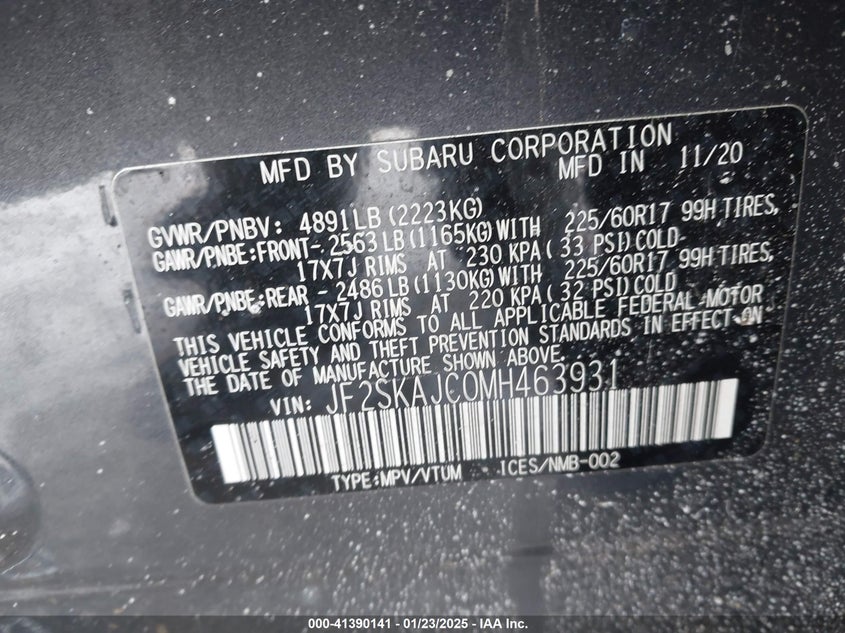 MFD BY SUBARU CORPORATION
MFD IN 11/20
GVWR/PNBV: 4891LB(2223KG)
GAWR/PNBE:FRONT- 2563LB(1165KG)WITH 225/60R17 99H TIRES,
17X7J RIMS AT 230 KPA( 33 PSI)COLD
GAWR/PNBE:REAR - 2486LB(1130KG)WITH 225/60R17 99H TIRES,
17X7J RIMS AT 220 KPA( 32 PSI)COLD
THIS VEHICLE CONFORMS TO ALL APPLICABLE FEDERAL MOTOR
VEHICLE SAFETY AND THEFT PREVENTION STANDARDS IN EFFECT ON
THE DATE OF MANUFACTURE SHOWN ABOVE.
VIN: JF2SKAJC0MH463931
TYPE:MPV/VTUM ICES/NMB-002
000-41390141 / 01/23/2025 - © IAA Inc.